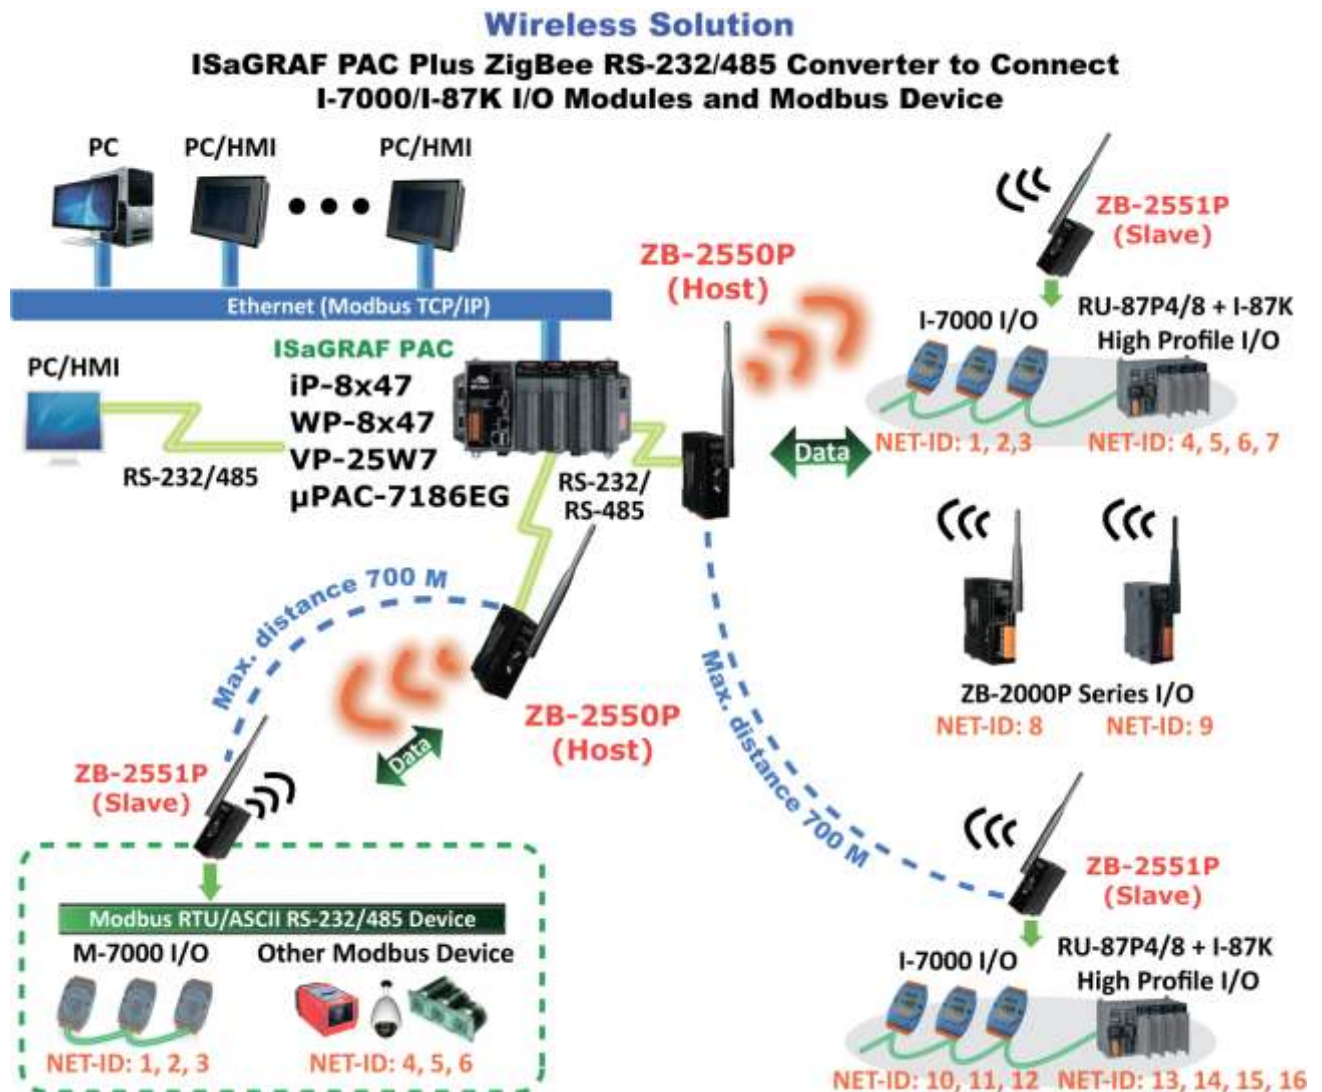 Wireless Solution
ISaGRAF PAC Plus ZigBee RS-232/485 Converter to Connect
I-7000/I-87K I/O Modules and Modbus Device
PC
PC/HMI
PC/HMI
Ethernet (Modbus TCP/IP)
ISaGRAF PAC
iP-8x47
WP-8x47
VP-25W7
µPAC-7186EG
PC/HMI
RS-232/485
RS-232/
RS-485
ZB-2550P
(Host)
Data
ZB-2551P
(Slave)
I-7000 I/O
RU-87P4/8 + I-87K
High Profile I/O
NET-ID: 1, 2,3
NET-ID: 4, 5, 6, 7
ZB-2000P Series I/O
NET-ID: 8
NET-ID: 9
Max. distance 700 M
Max. distance 700 M
ZB-2550P
(Host)
Data
ZB-2551P
(Slave)
Modbus RTU/ASCII RS-232/485 Device
M-7000 I/O
Other Modbus Device
NET-ID: 1, 2, 3
NET-ID: 4, 5, 6
ZB-2551P
(Slave)
I-7000 I/O
RU-87P4/8 + I-87K
High Profile I/O
NET-ID: 10, 11, 12
NET-ID: 13, 14, 15, 16